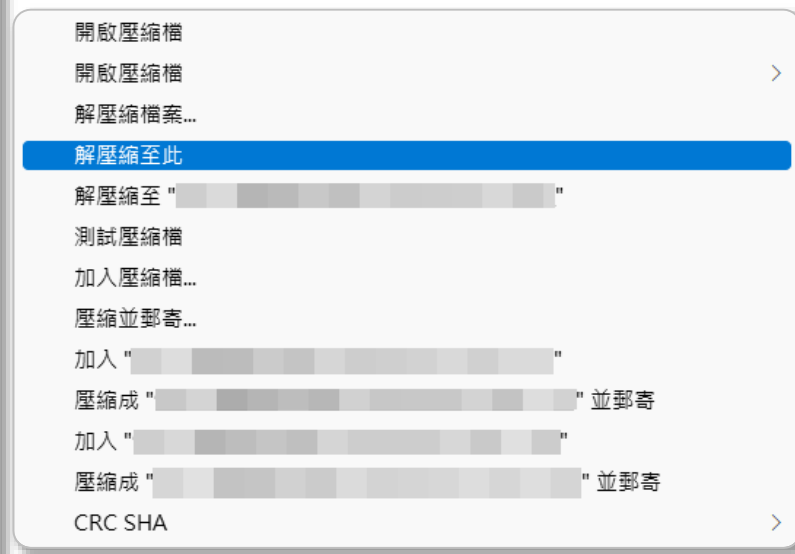 開啟壓縮檔
開啟壓縮檔
解壓縮檔案...
解壓縮至此
解壓縮至 " "
測試壓縮檔
加入壓縮檔...
壓縮並郵寄...
加入 " "
壓縮成 " " 並郵寄
加入 " "
壓縮成 " " 並郵寄
CRC SHA